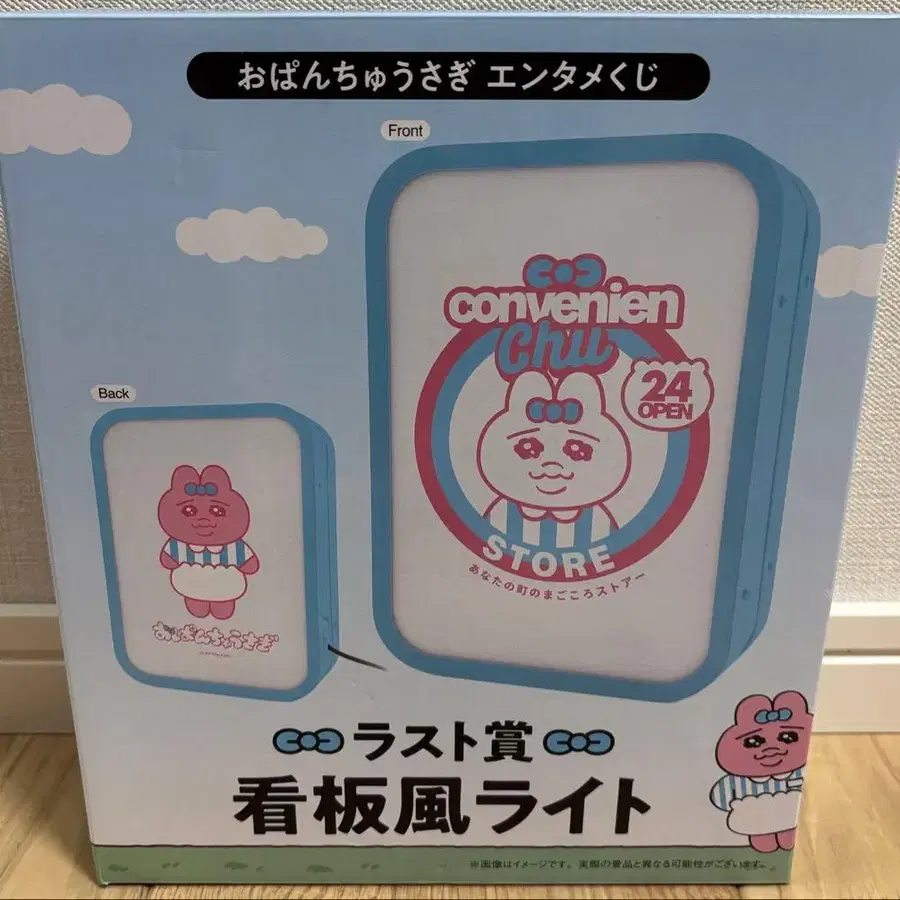 おぱんちゅうさぎ エンタメくじ
Front
convenien
Chu
24
OPEN
STORE
あなたの町のまごころストアー
Back
おぱんちゅうさぎ
ラスト賞
看板風ライト
※画像はイメージです。実際の景品と異なる可能性がございます。